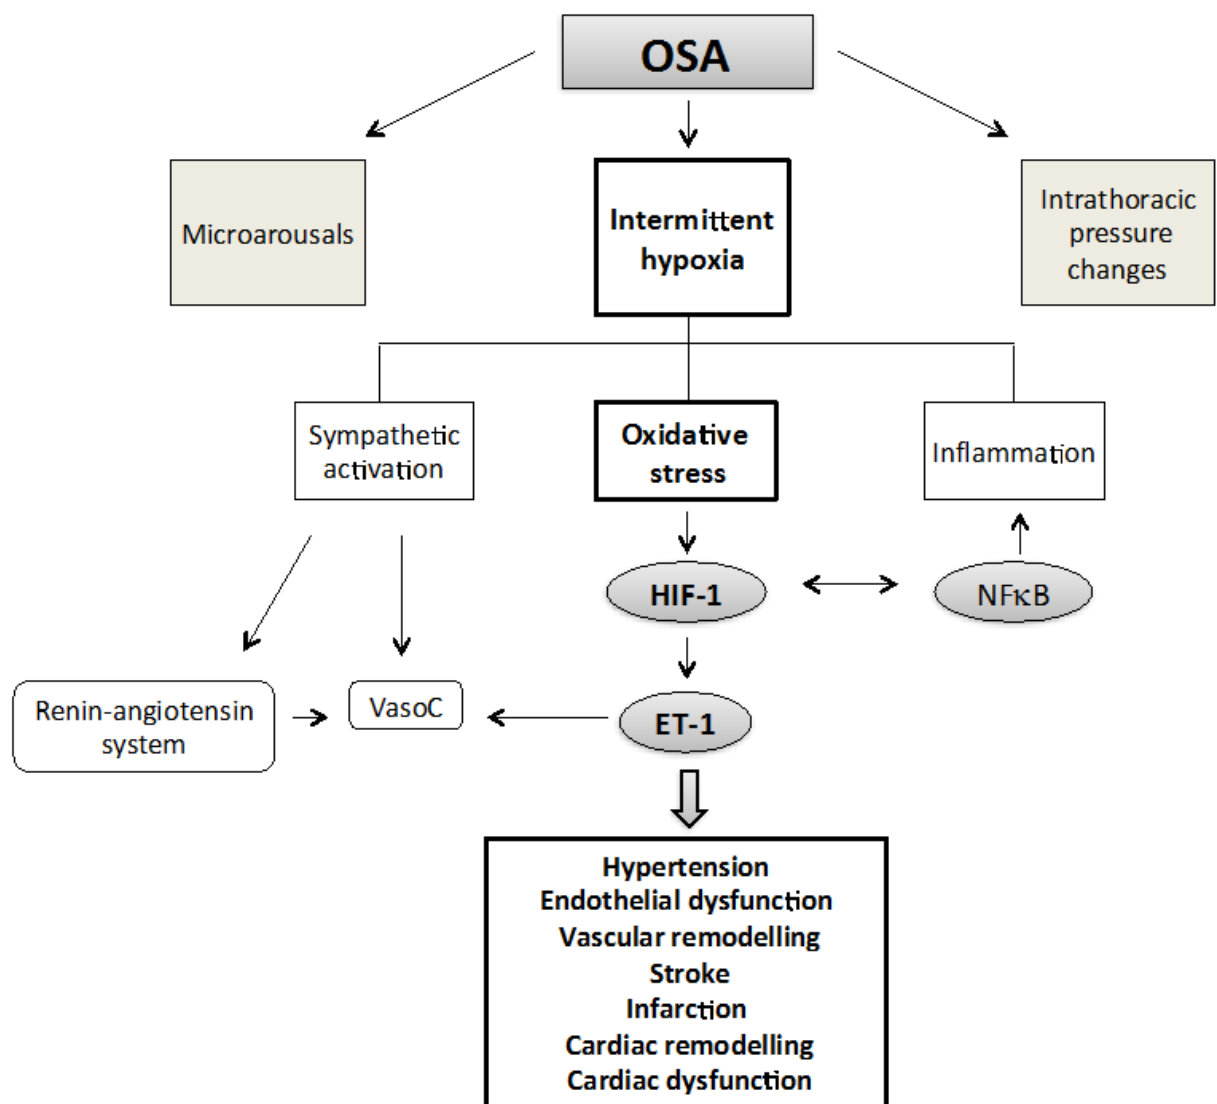 OSA
Microarousals
Intermittent
hypoxia
Intrathoracic
pressure
changes
Sympathetic
activation
Oxidative
stress
Inflammation
HIF-1
NFκB
Renin-angiotensin
system
VasoC
ET-1
Hypertension
Endothelial dysfunction
Vascular remodelling
Stroke
Infarction
Cardiac remodelling
Cardiac dysfunction